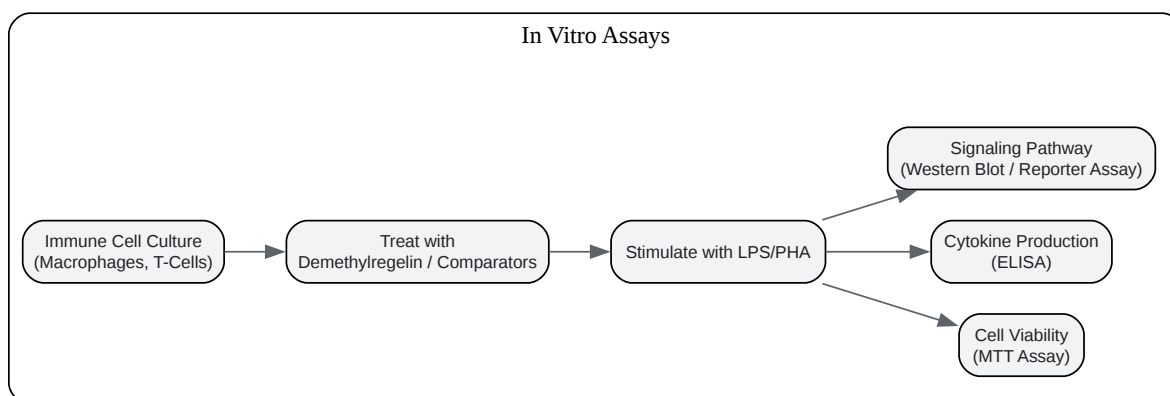 In Vitro Assays
Immune Cell Culture
(Macrophages, T-Cells)
Treat with
Demethylregelin / Comparators
Stimulate with LPS/PHA
Signaling Pathway
(Western Blot / Reporter Assay)
Cytokine Production
(ELISA)
Cell Viability
(MTT Assay)